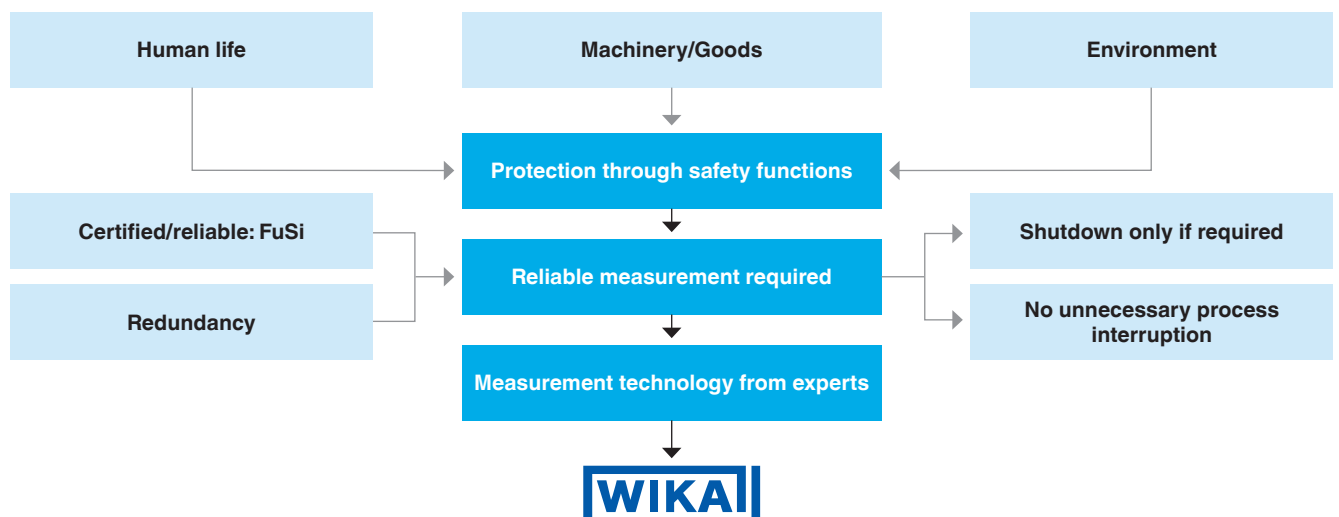 Human life
Machinery/Goods
Environment
Protection through safety functions
Certified/reliable: FuSi
Shutdown only if required
Reliable measurement required
Redundancy
No unnecessary process
interruption
Measurement technology from experts
WIKA